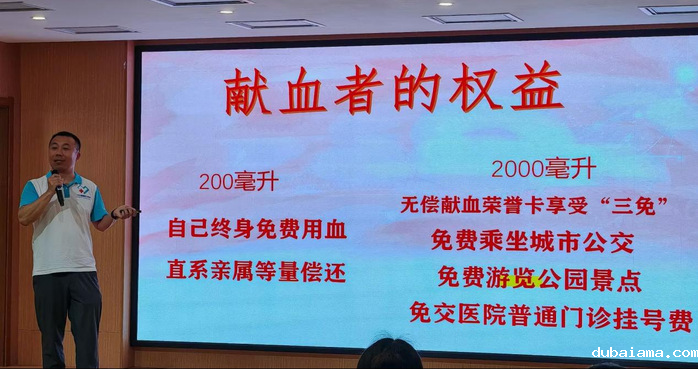 献血者的权益
200毫升
自己终身免费用血
直系亲属等量偿还
2000毫升
无偿献血荣誉卡享受“三免”
免费乘坐城市公交
免费游览公园景点
免交医院普通门诊挂号费
dubaiama.com